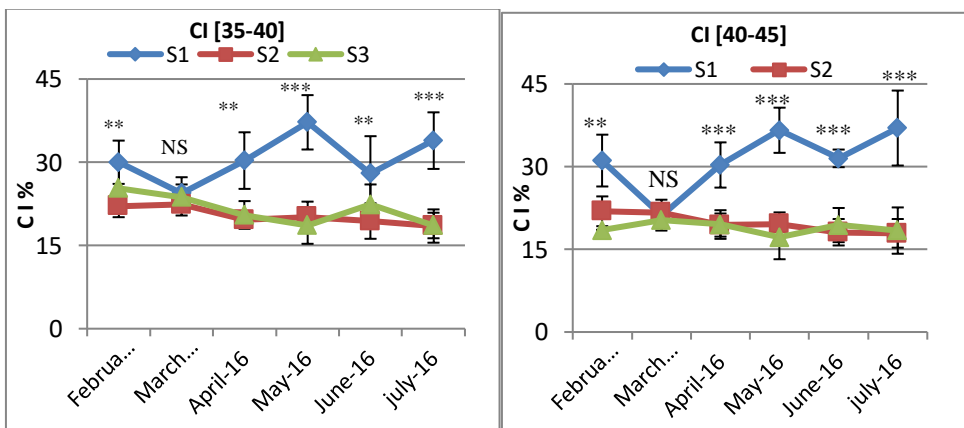 CI [35-40]
S1 S2 S3
45
30
15
0
CI %
** NS ** *** ** ***
Februa...
March...
April-16
May-16
June-16
july-16
CI [40-45]
S1 S2
45
30
15
0
CI %
** NS *** *** *** ***
Februa...
March...
April-16
May-16
June-16
july-16